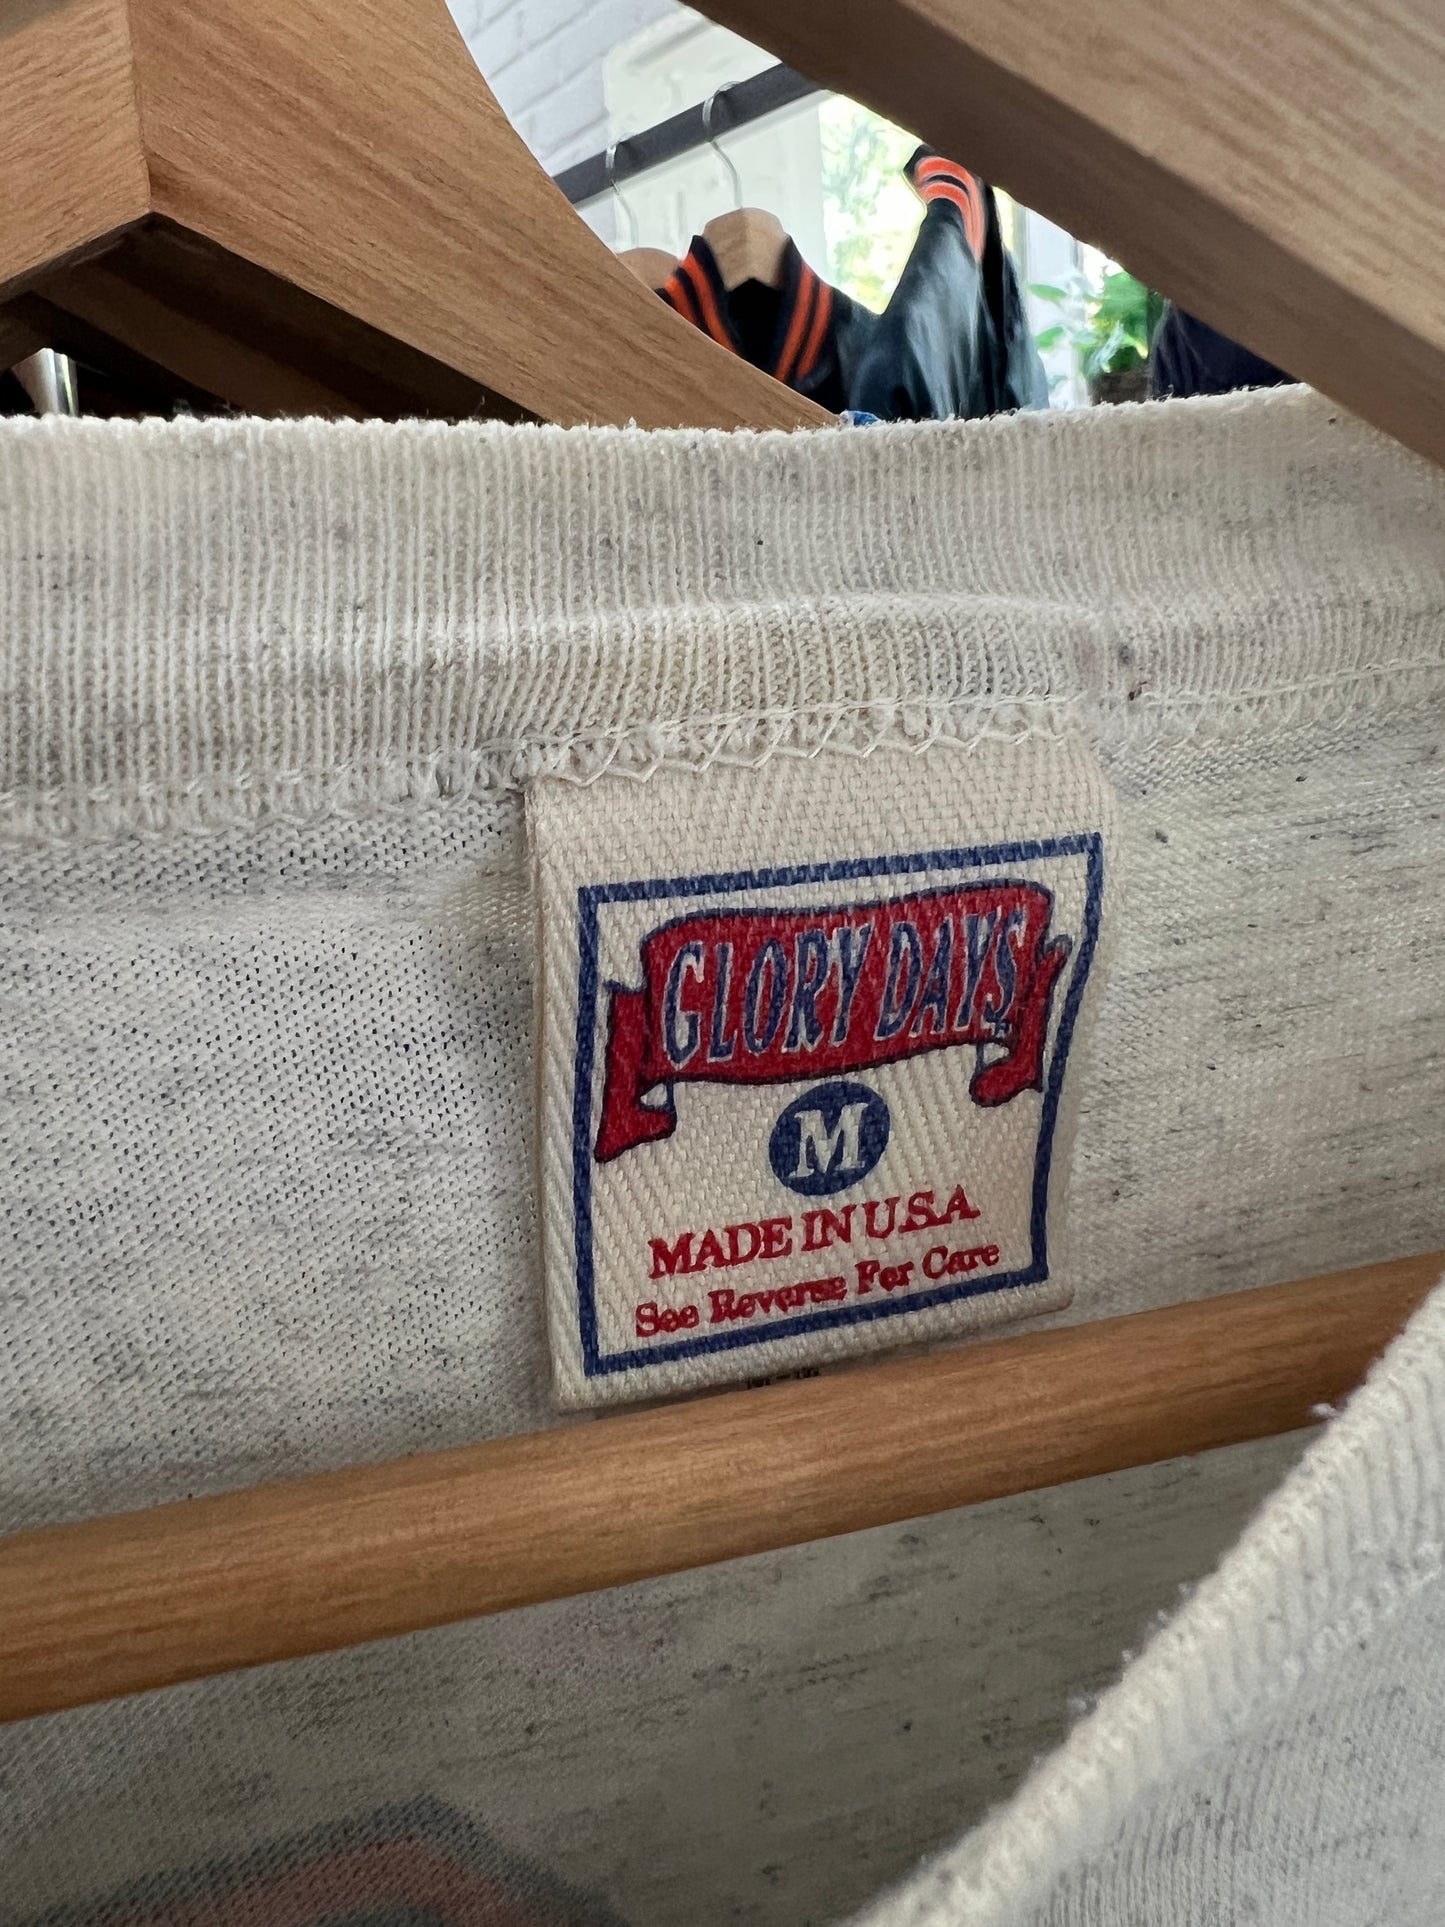 GLORY DAYS
M
MADE IN U.S.A.
See Reverse For Care